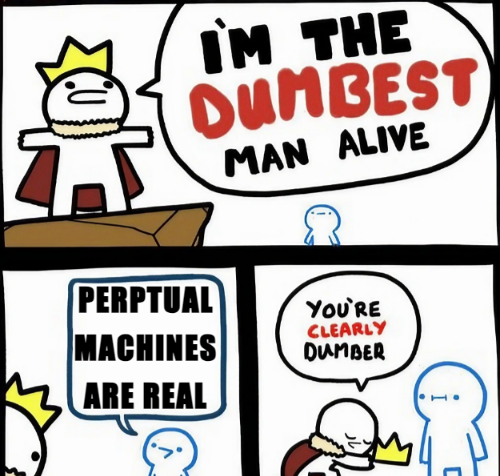 I'M THE
DUMBEST
MAN ALIVE
PERPTUAL
MACHINES
ARE REAL
YOU'RE
CLEARLY
DUMBER